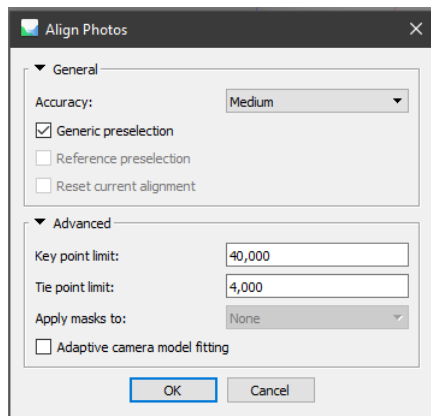 Align Photos
General
Accuracy: Medium
Generic preselection
Reference preselection
Reset current alignment
Advanced
Key point limit: 40,000
Tie point limit: 4,000
Apply masks to: None
Adaptive camera model fitting
OK Cancel